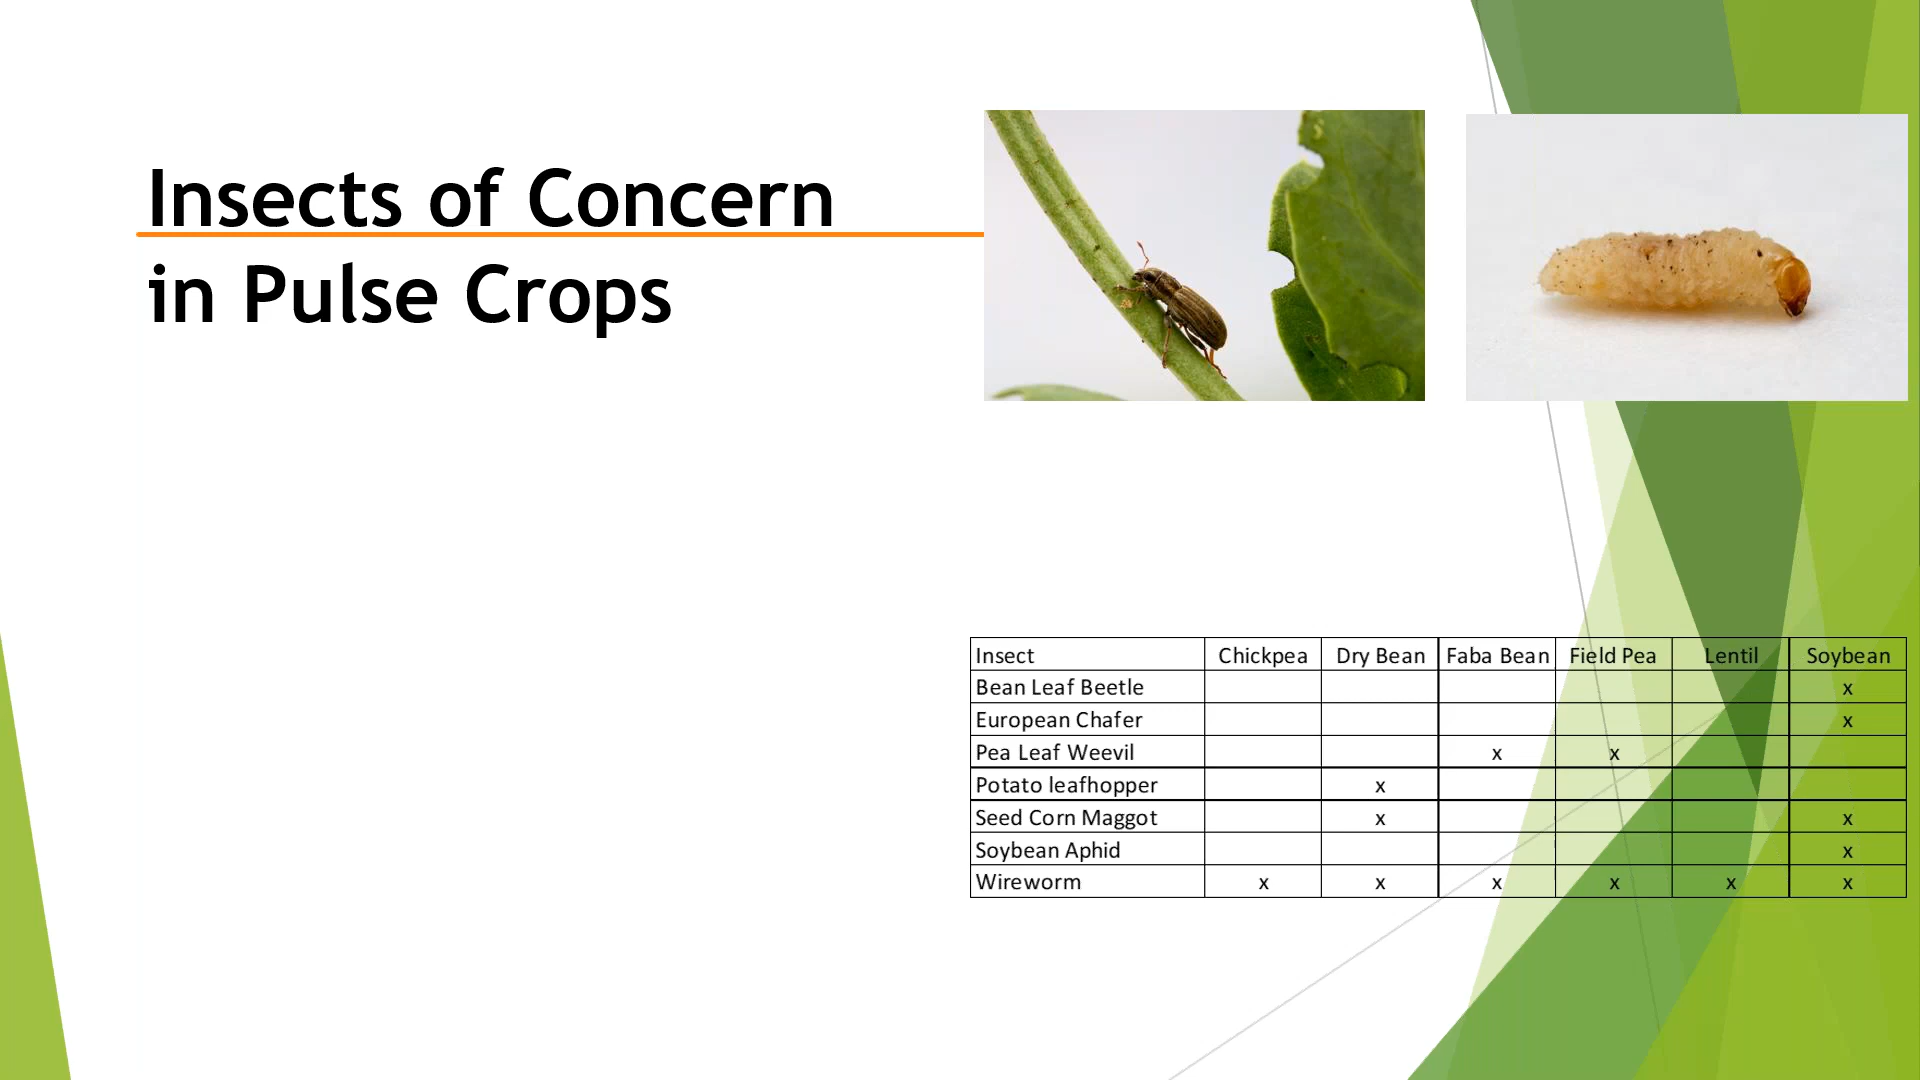 Insects of Concern
in Pulse Crops
Insect Chickpea Dry Bean Faba Bean Field Pea Lentil Soybean
Bean Leaf Beetle x
European Chafer x
Pea Leaf Weevil x x
Potato leafhopper x
Seed Corn Maggot x x
Soybean Aphid x
Wireworm x x x x x x